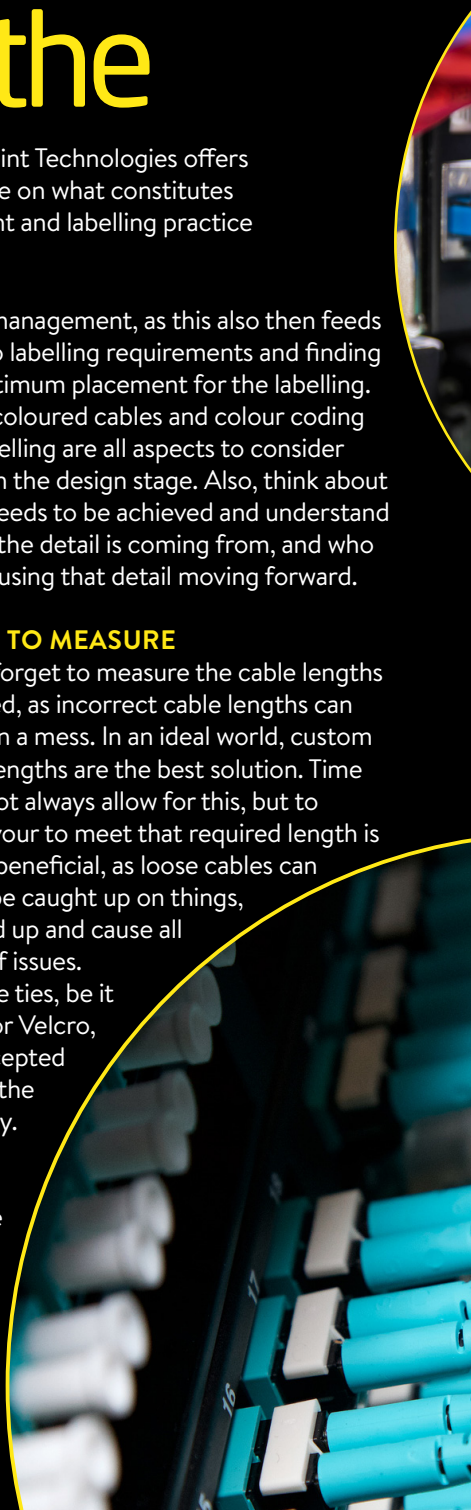 the
int Technologies offers
e on what constitutes
nt and labelling practice
nanagement, as this also then feeds
o labelling requirements and finding
timum placement for the labelling.
coloured cables and colour coding
elling are all aspects to consider
n the design stage. Also, think about
eeds to be achieved and understand
the detail is coming from, and who
using that detail moving forward.
TO MEASURE
forget to measure the cable lengths
ed, as incorrect cable lengths can
n a mess. In an ideal world, custom
engths are the best solution. Time
ot always allow for this, but to
vour to meet that required length is
beneficial, as loose cables can
be caught up on things,
d up and cause all
f issues.
e ties, be it
or Velcro,
cepted
the
y.
e
18
17
16